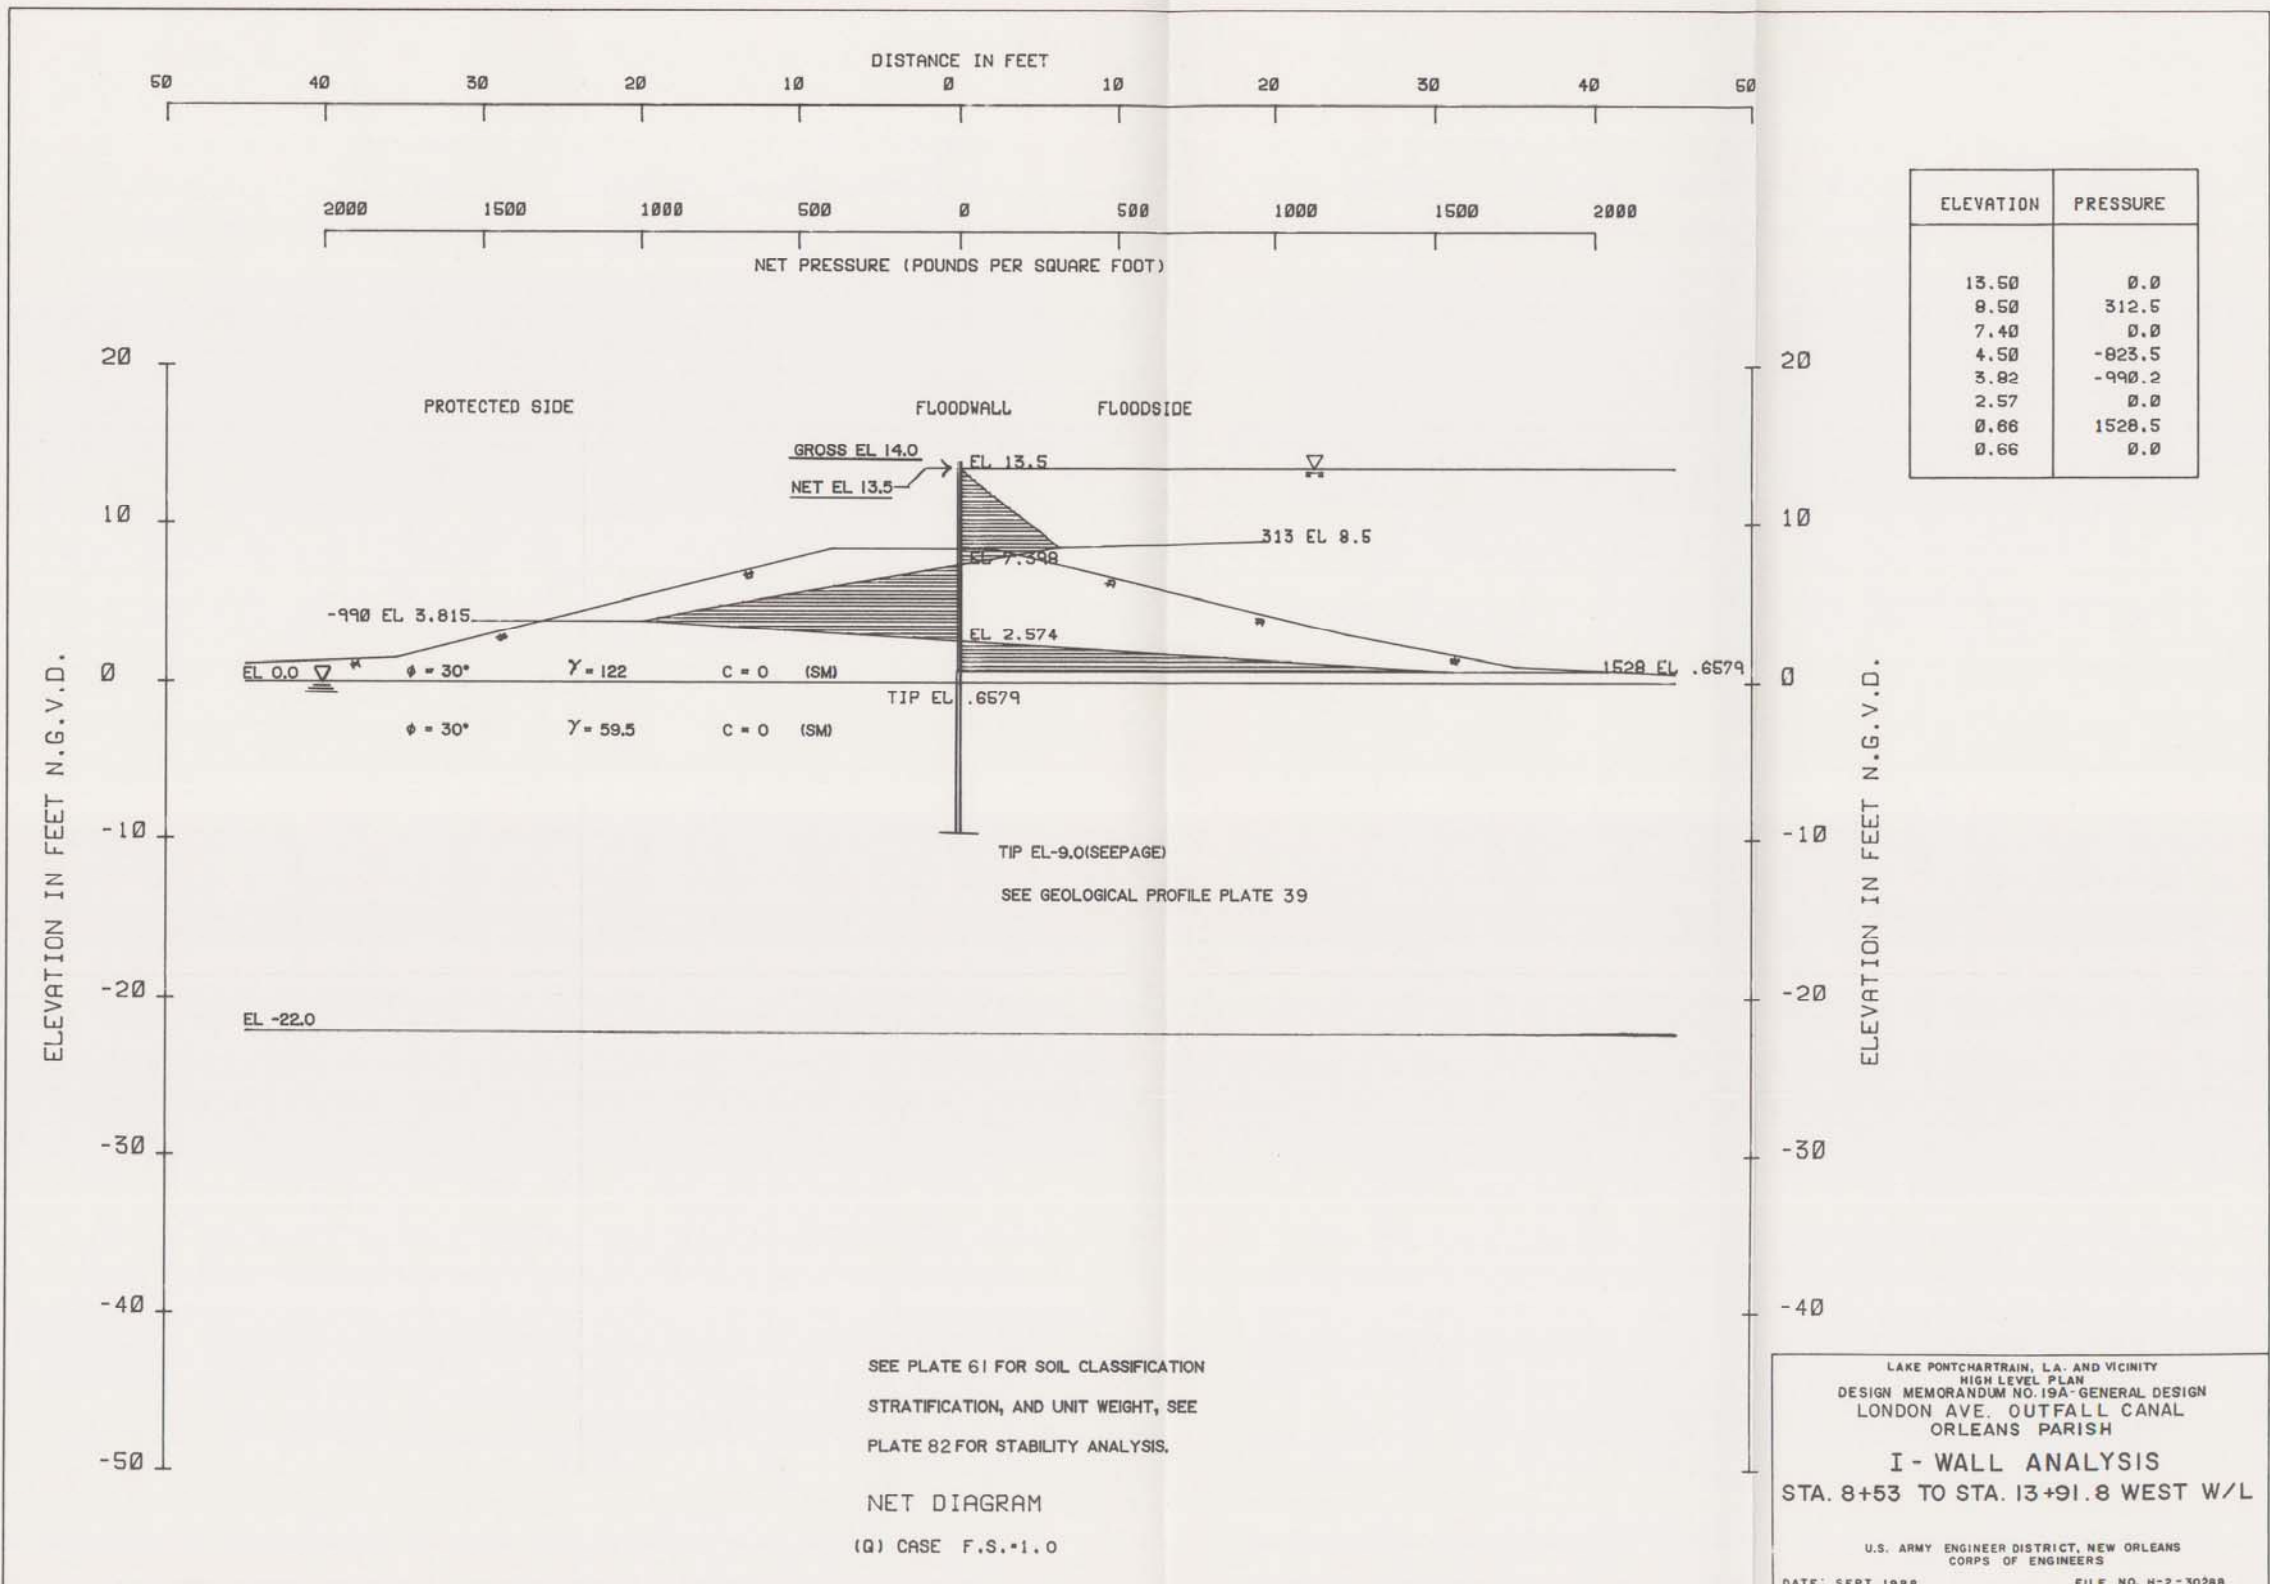 DISTANCE IN FEET
50 40 30 20 10 0 10 20 30 40 50
2000 1500 1000 500 0 500 1000 1500 2000
NET PRESSURE (POUNDS PER SQUARE FOOT)
ELEVATION PRESSURE
13.50 0.0
8.50 312.5
7.40 0.0
4.50 -823.5
3.82 -990.2
2.57 0.0
0.66 1528.5
0.66 0.0
20
10
0
-10
-20
-30
-40
-50
ELEVATION IN FEET N.G.V.D.
PROTECTED SIDE
FLOODWALL
FLOODSIDE
GROSS EL 14.0
NET EL 13.5
EL 13.5
313 EL 8.5
EL 7.398
-990 EL 3.815
EL 2.574
EL 0.0
ϕ = 30° γ = 122 C = 0 (SM)
1528 EL .6579
TIP EL .6579
ϕ = 30° γ = 59.5 C = 0 (SM)
TIP EL-9.0(SEEPAGE)
SEE GEOLOGICAL PROFILE PLATE 39
EL -22.0
20
10
0
-10
-20
-30
-40
ELEVATION IN FEET N.G.V.D.
SEE PLATE 61 FOR SOIL CLASSIFICATION
STRATIFICATION, AND UNIT WEIGHT, SEE
PLATE 82 FOR STABILITY ANALYSIS.
NET DIAGRAM
(Q) CASE F.S.=1.0
LAKE PONTCHARTRAIN, LA. AND VICINITY
HIGH LEVEL PLAN
DESIGN MEMORANDUM NO. 19A-GENERAL DESIGN
LONDON AVE. OUTFALL CANAL
ORLEANS PARISH
I - WALL ANALYSIS
STA. 8+53 TO STA. 13+91.8 WEST W/L
U.S. ARMY ENGINEER DISTRICT, NEW ORLEANS
CORPS OF ENGINEERS
DATE: SEPT. 1988 FILE NO. H-2-30288